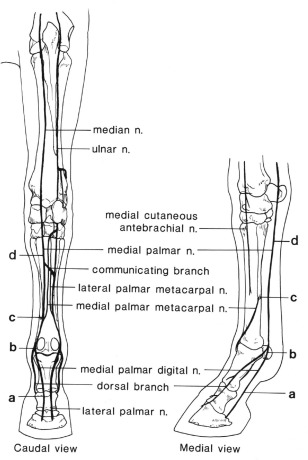 median n.
ulnar n.
medial cutaneous
antebrachial n.
d
medial palmar n.
d
communicating branch
lateral palmar metacarpal n.
c
medial palmar metacarpal n.
c
b
b
medial palmar digital n.
dorsal branch
a
a
lateral palmar n.
Caudal view
Medial view